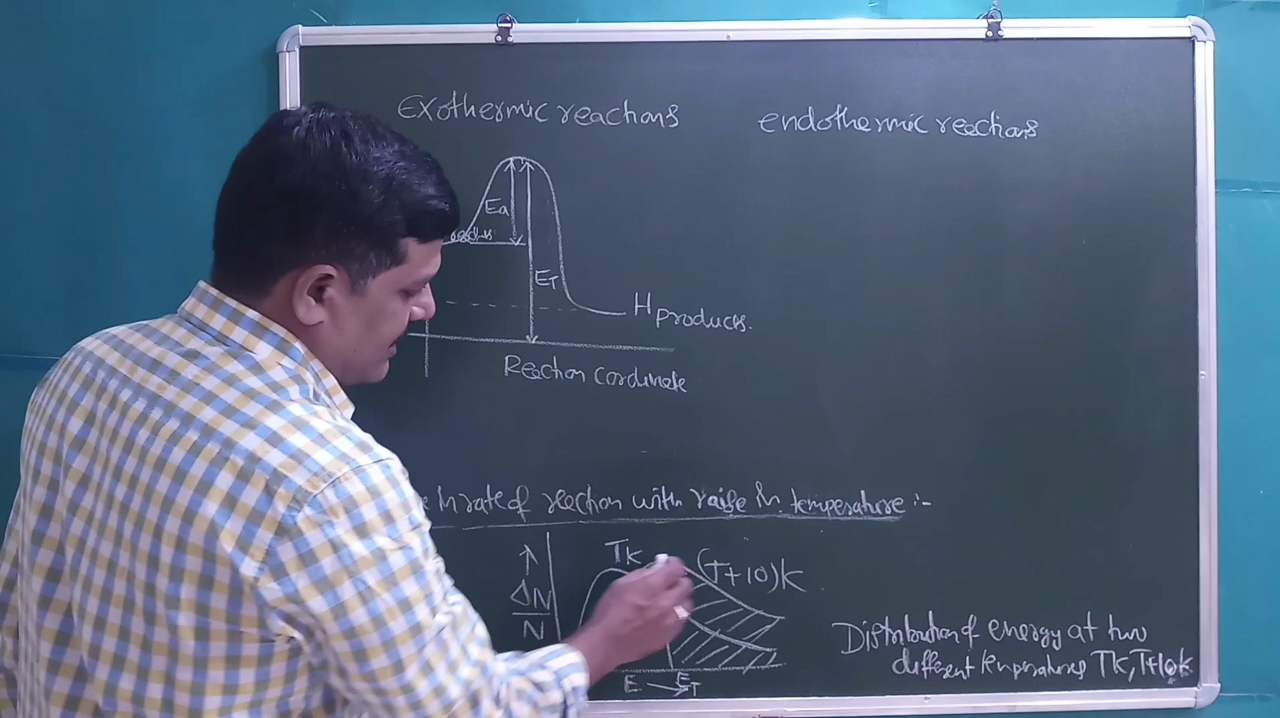 Exothermic reactions
endothermic reactions
Ea
ET
H products.
Reaction Cordinate
In rate of reaction with raise in temperature :-
TK
(T+10)K
ΔN
N
E → ET
Distribution of energy at two
different temperatures TK, T+10K